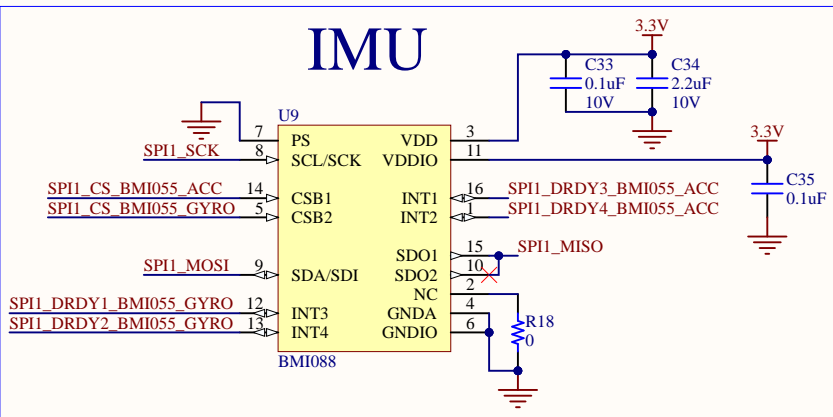 IMU
3.3V
C33
0.1uF
10V
C34
2.2uF
10V
U9
7 PS
VDD 3
SPI1_SCK 8 SCL/SCK
VDDIO 11
3.3V
C35
0.1uF
SPI1_CS_BMI055_ACC 14 CSB1
INT1 16 SPI1_DRDY3_BMI055_ACC
SPI1_CS_BMI055_GYRO 5 CSB2
INT2 1 SPI1_DRDY4_BMI055_ACC
SDO1 15 SPI1_MISO
SPI1_MOSI 9 SDA/SDI
SDO2 10
NC 2
SPI1_DRDY1_BMI055_GYRO 12 INT3
GNDA 4
SPI1_DRDY2_BMI055_GYRO 13 INT4
GNDIO 6
R18
0
BMI088